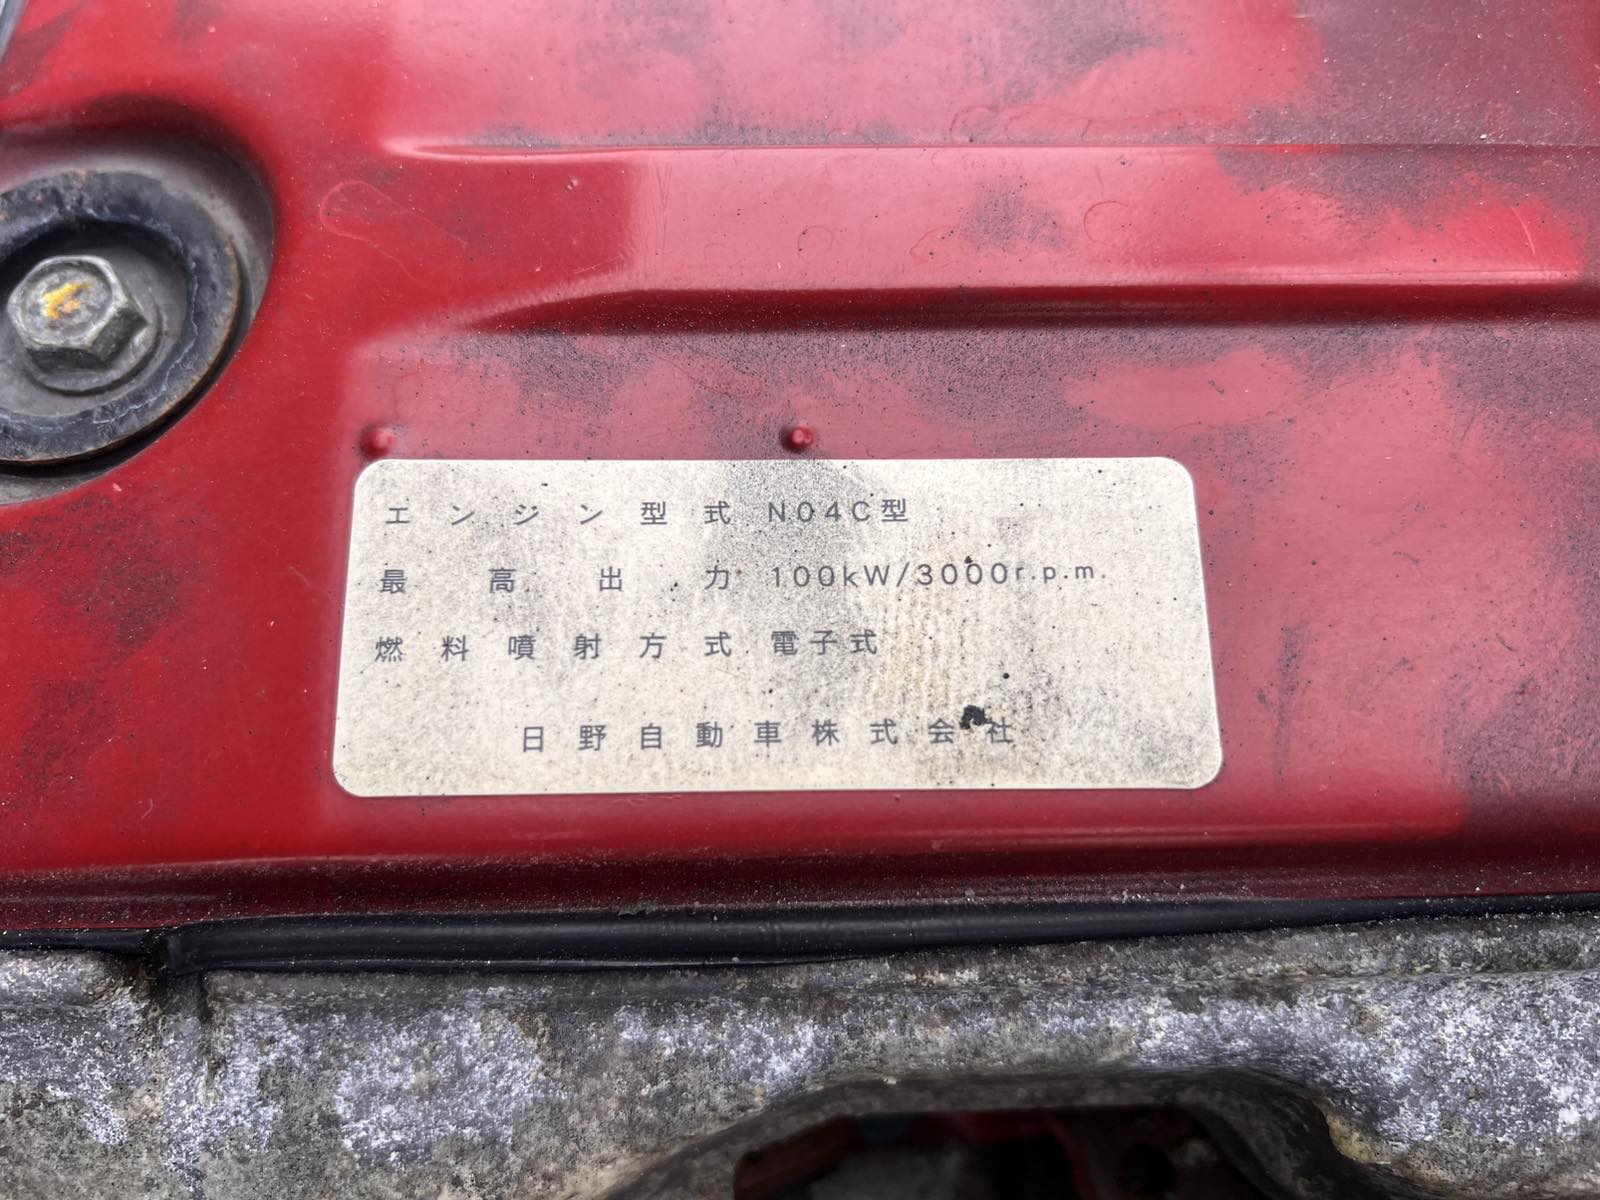 エンジン型式 N04C型
最高出力 100kW/3000r.p.m.
燃料噴射方式 電子式
日野自動車株式会社